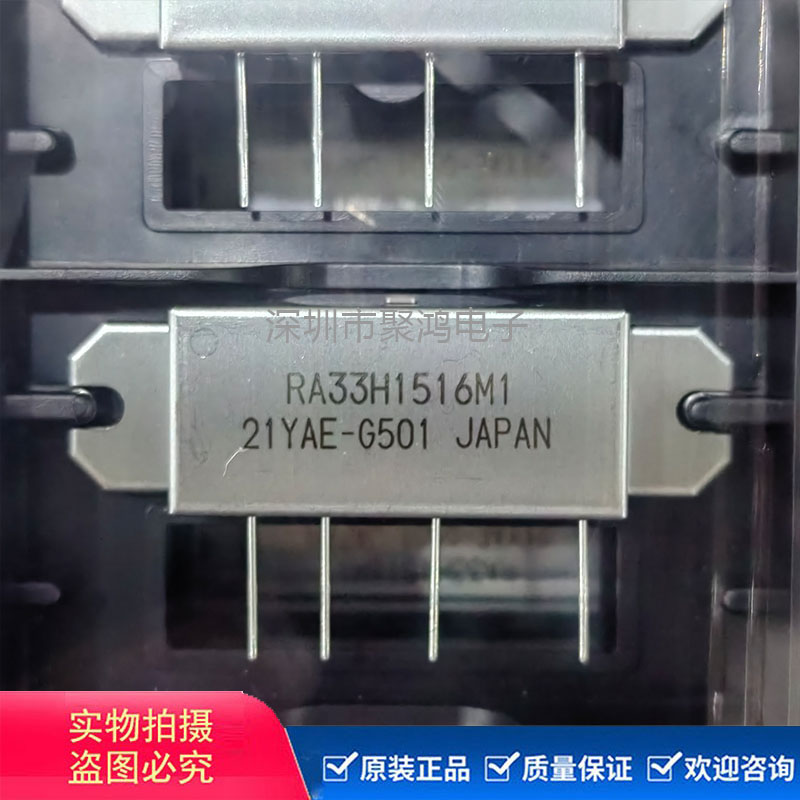 深圳市聚鸿电子
RA33H1516M1
21YAE-G501 JAPAN
实物拍摄
盗图必究
原装正品
质量保证
欢迎咨询